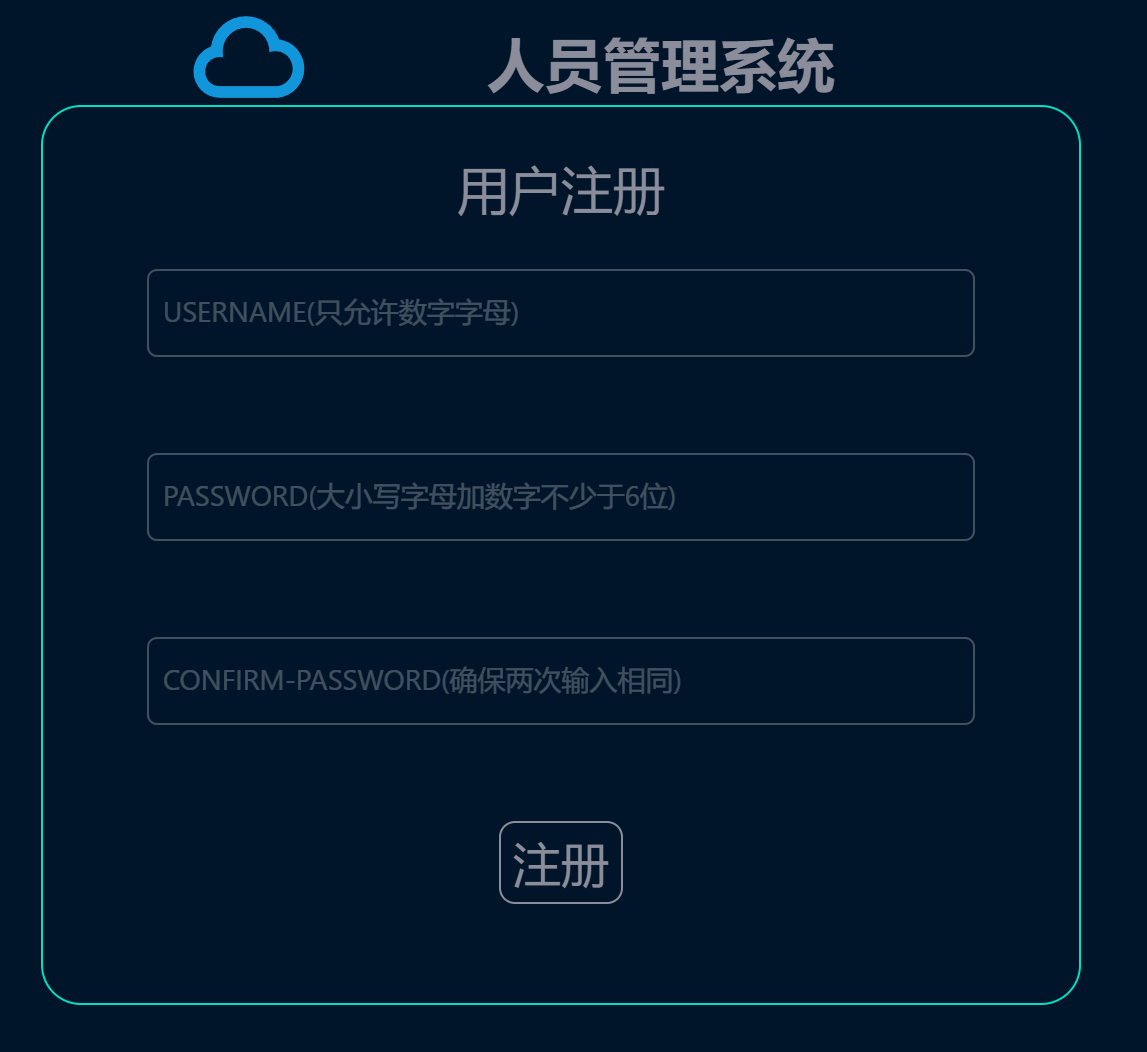 人员管理系统
用户注册
USERNAME(只允许数字字母)
PASSWORD(大小写字母加数字不少于6位)
CONFIRM-PASSWORD(确保两次输入相同)
注册